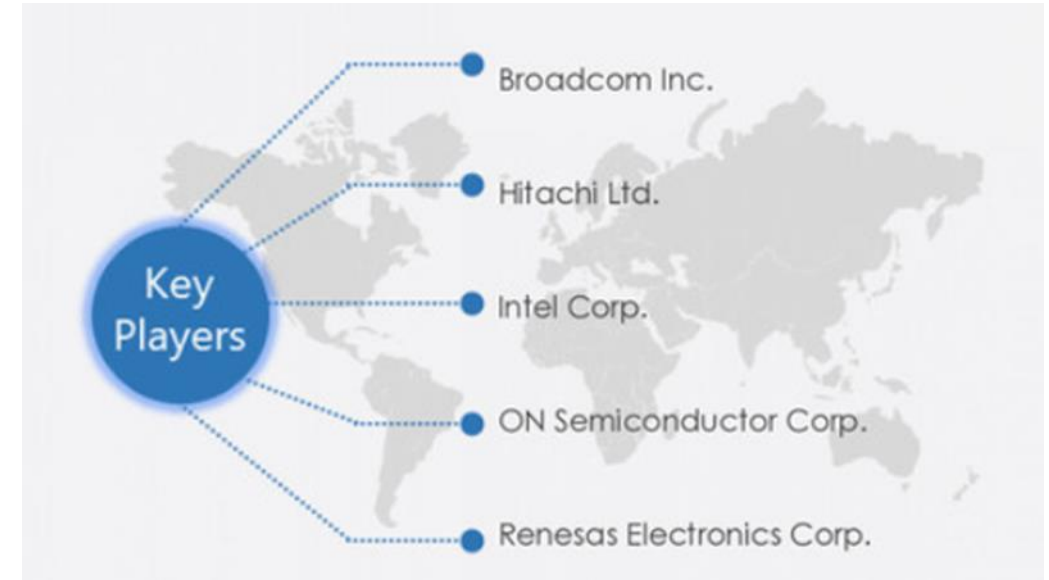 Key
Players
Broadcom Inc.
Hitachi Ltd.
Intel Corp.
ON Semiconductor Corp.
Renesas Electronics Corp.